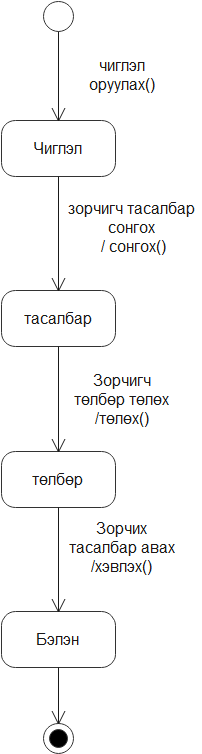 чиглэл
оруулах()
Чиглэл
зорчигч тасалбар
сонгох
/ сонгох()
тасалбар
Зорчигч
төлбөр төлөх
/төлөх()
төлбөр
Зорчих
тасалбар авах
/хэвлэх()
Бэлэн